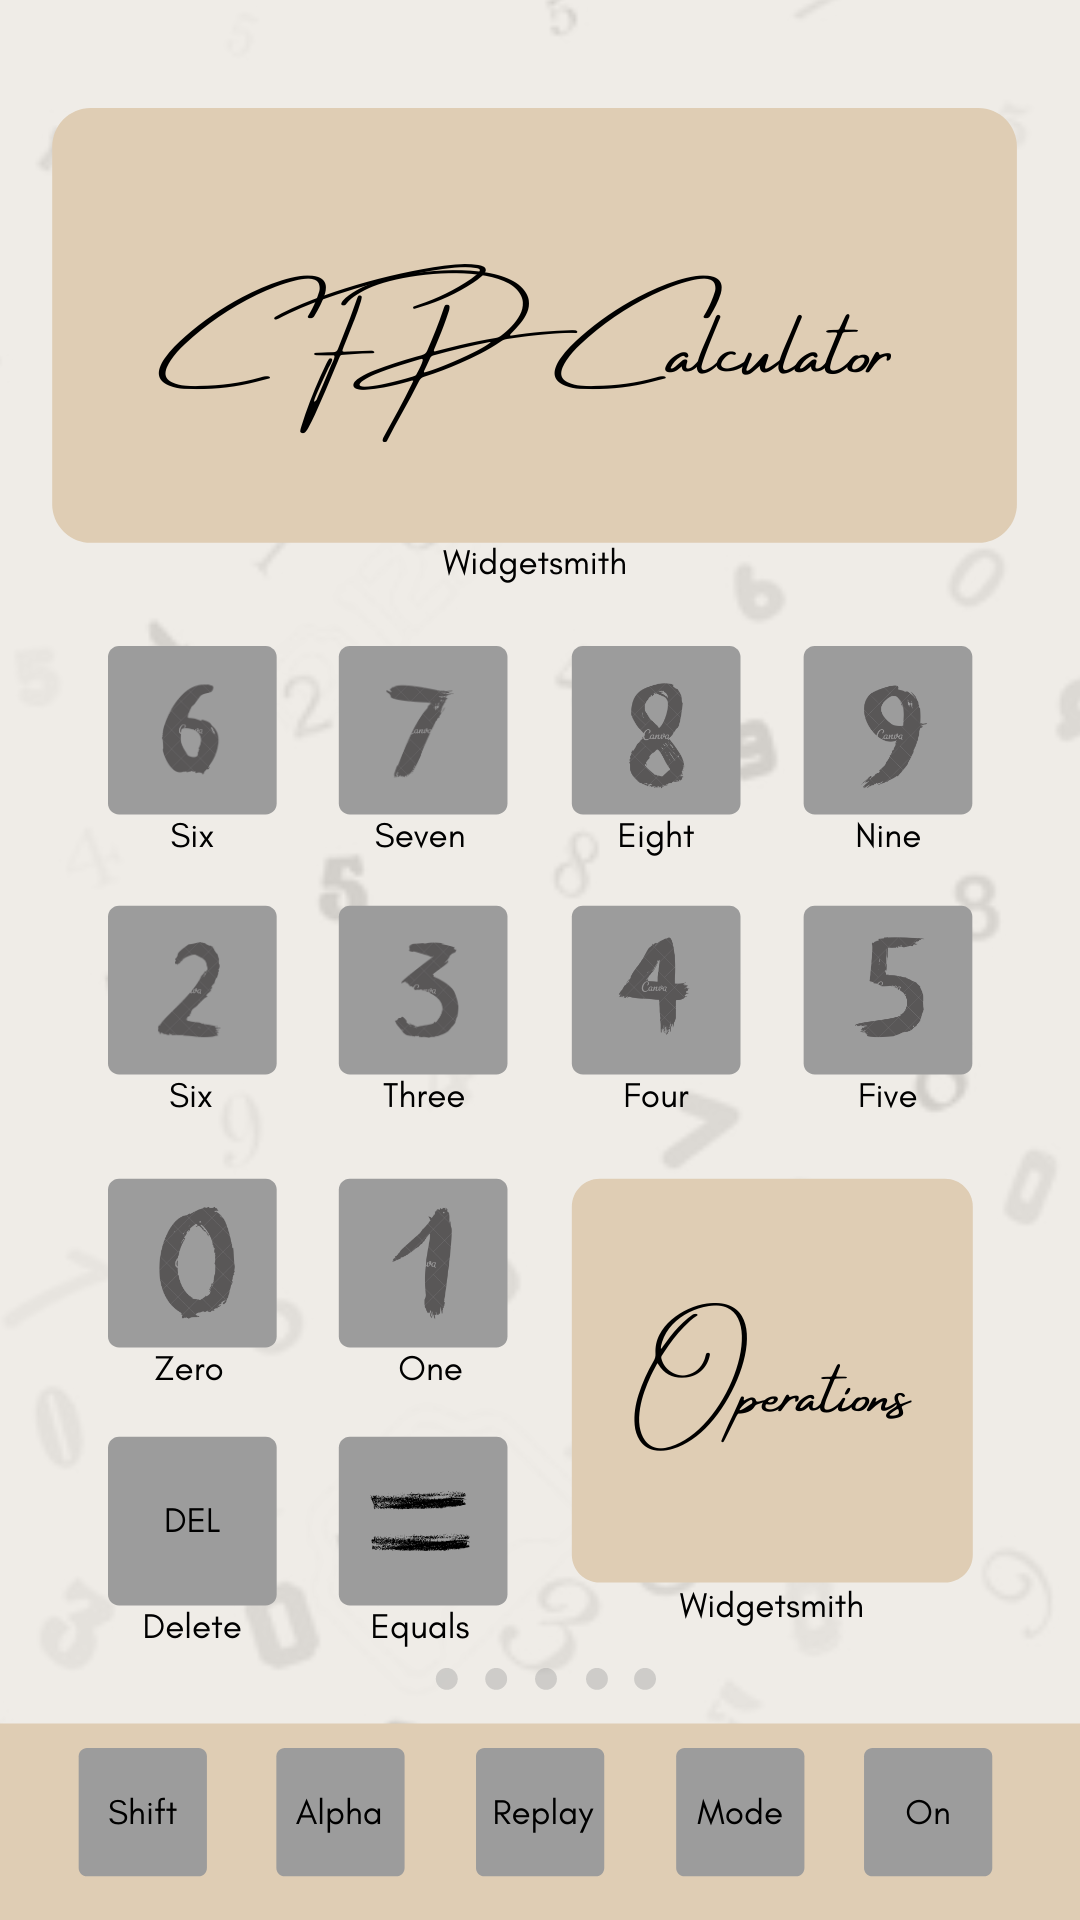 CFP Calculator
Widgetsmith
6 7 8 9
Six Seven Eight Nine
2 3 4 5
Six Three Four Five
0 1
Zero One
Operations
DEL =
Delete Equals
Widgetsmith
Shift Alpha Replay Mode On